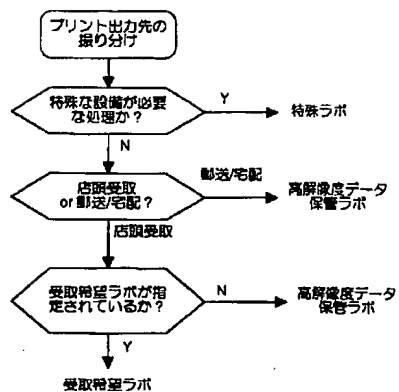 プリント出力先の
振り分け
特殊な設備が必要
な処理か？
Y
特殊ラボ
N
店頭受取
or 郵送/宅配？
郵送/宅配
高解像度データ
保管ラボ
店頭受取
受取希望ラボが指
定されているか？
N
高解像度データ
保管ラボ
Y
受取希望ラボ